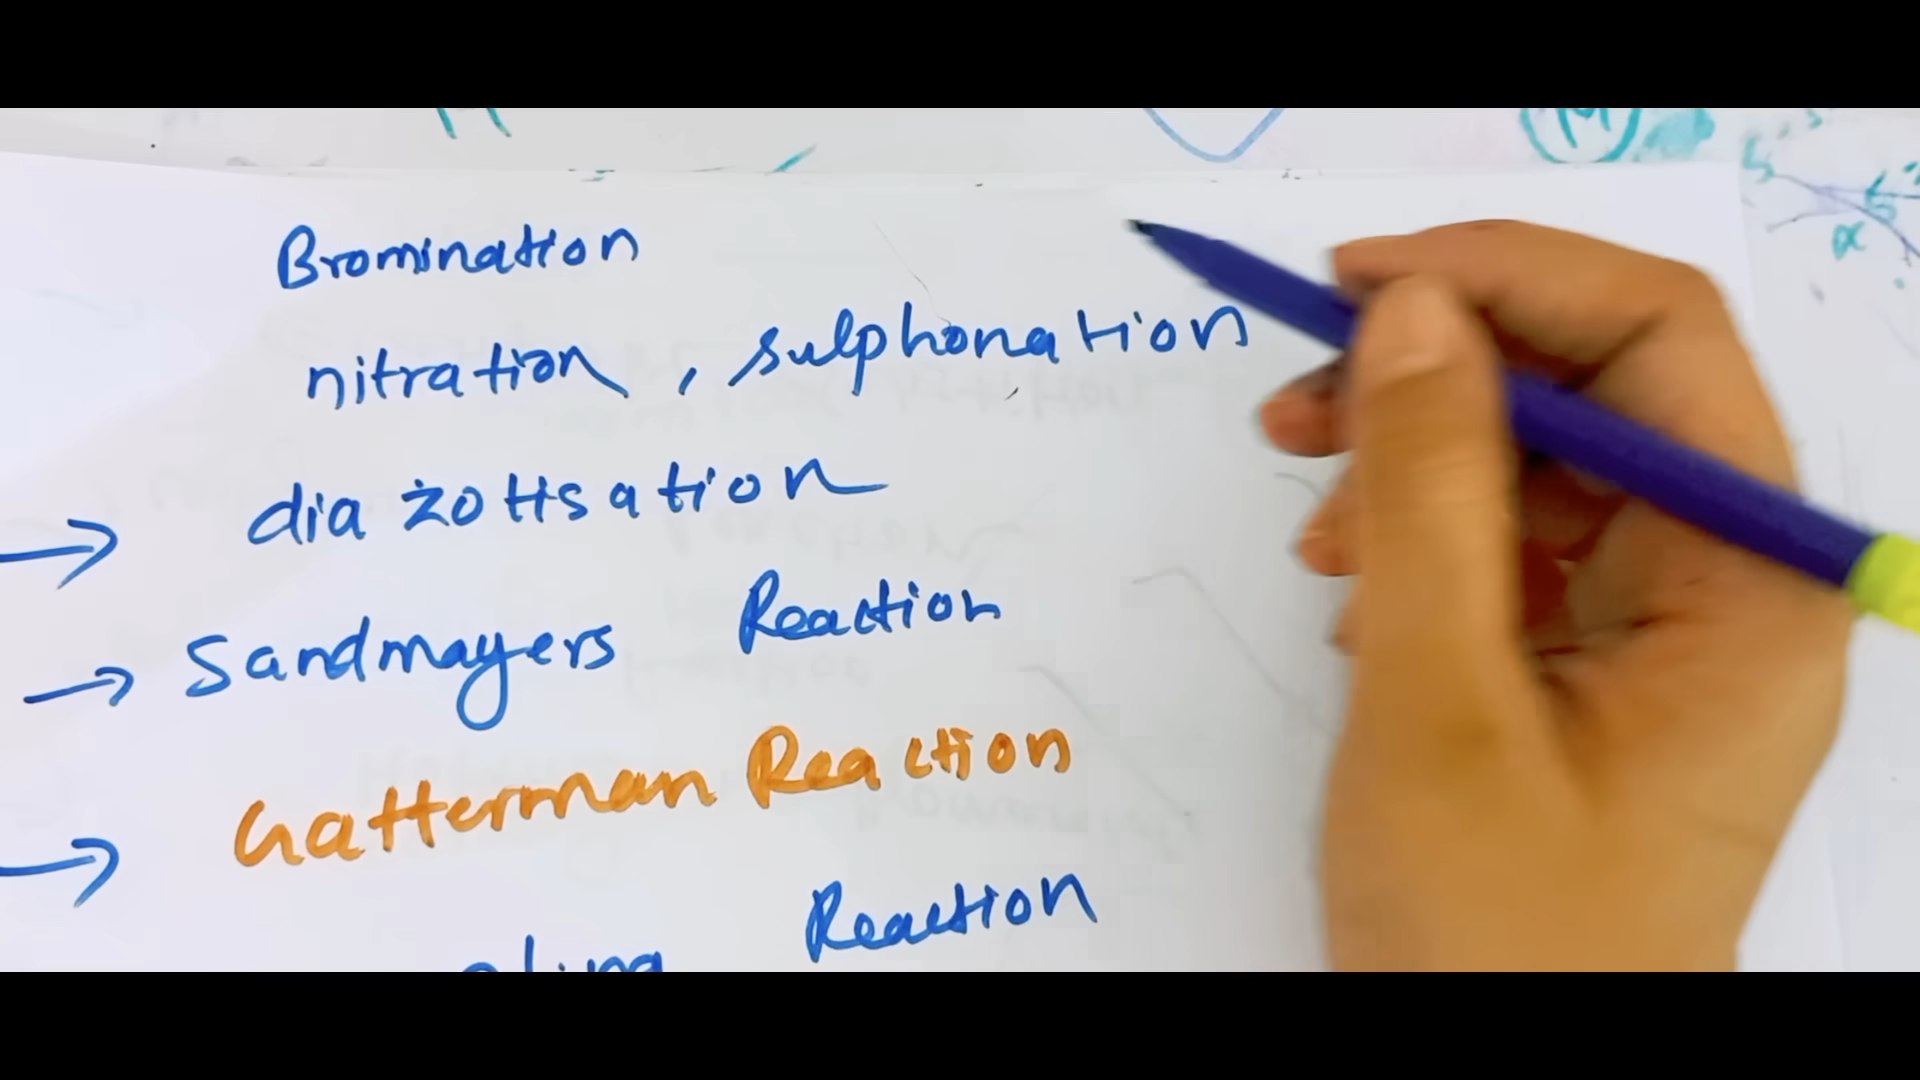 Bromination
nitration, sulphonation
→ diazotisation
→ Sandmayers Reaction
→ Gatterman Reaction
Reaction